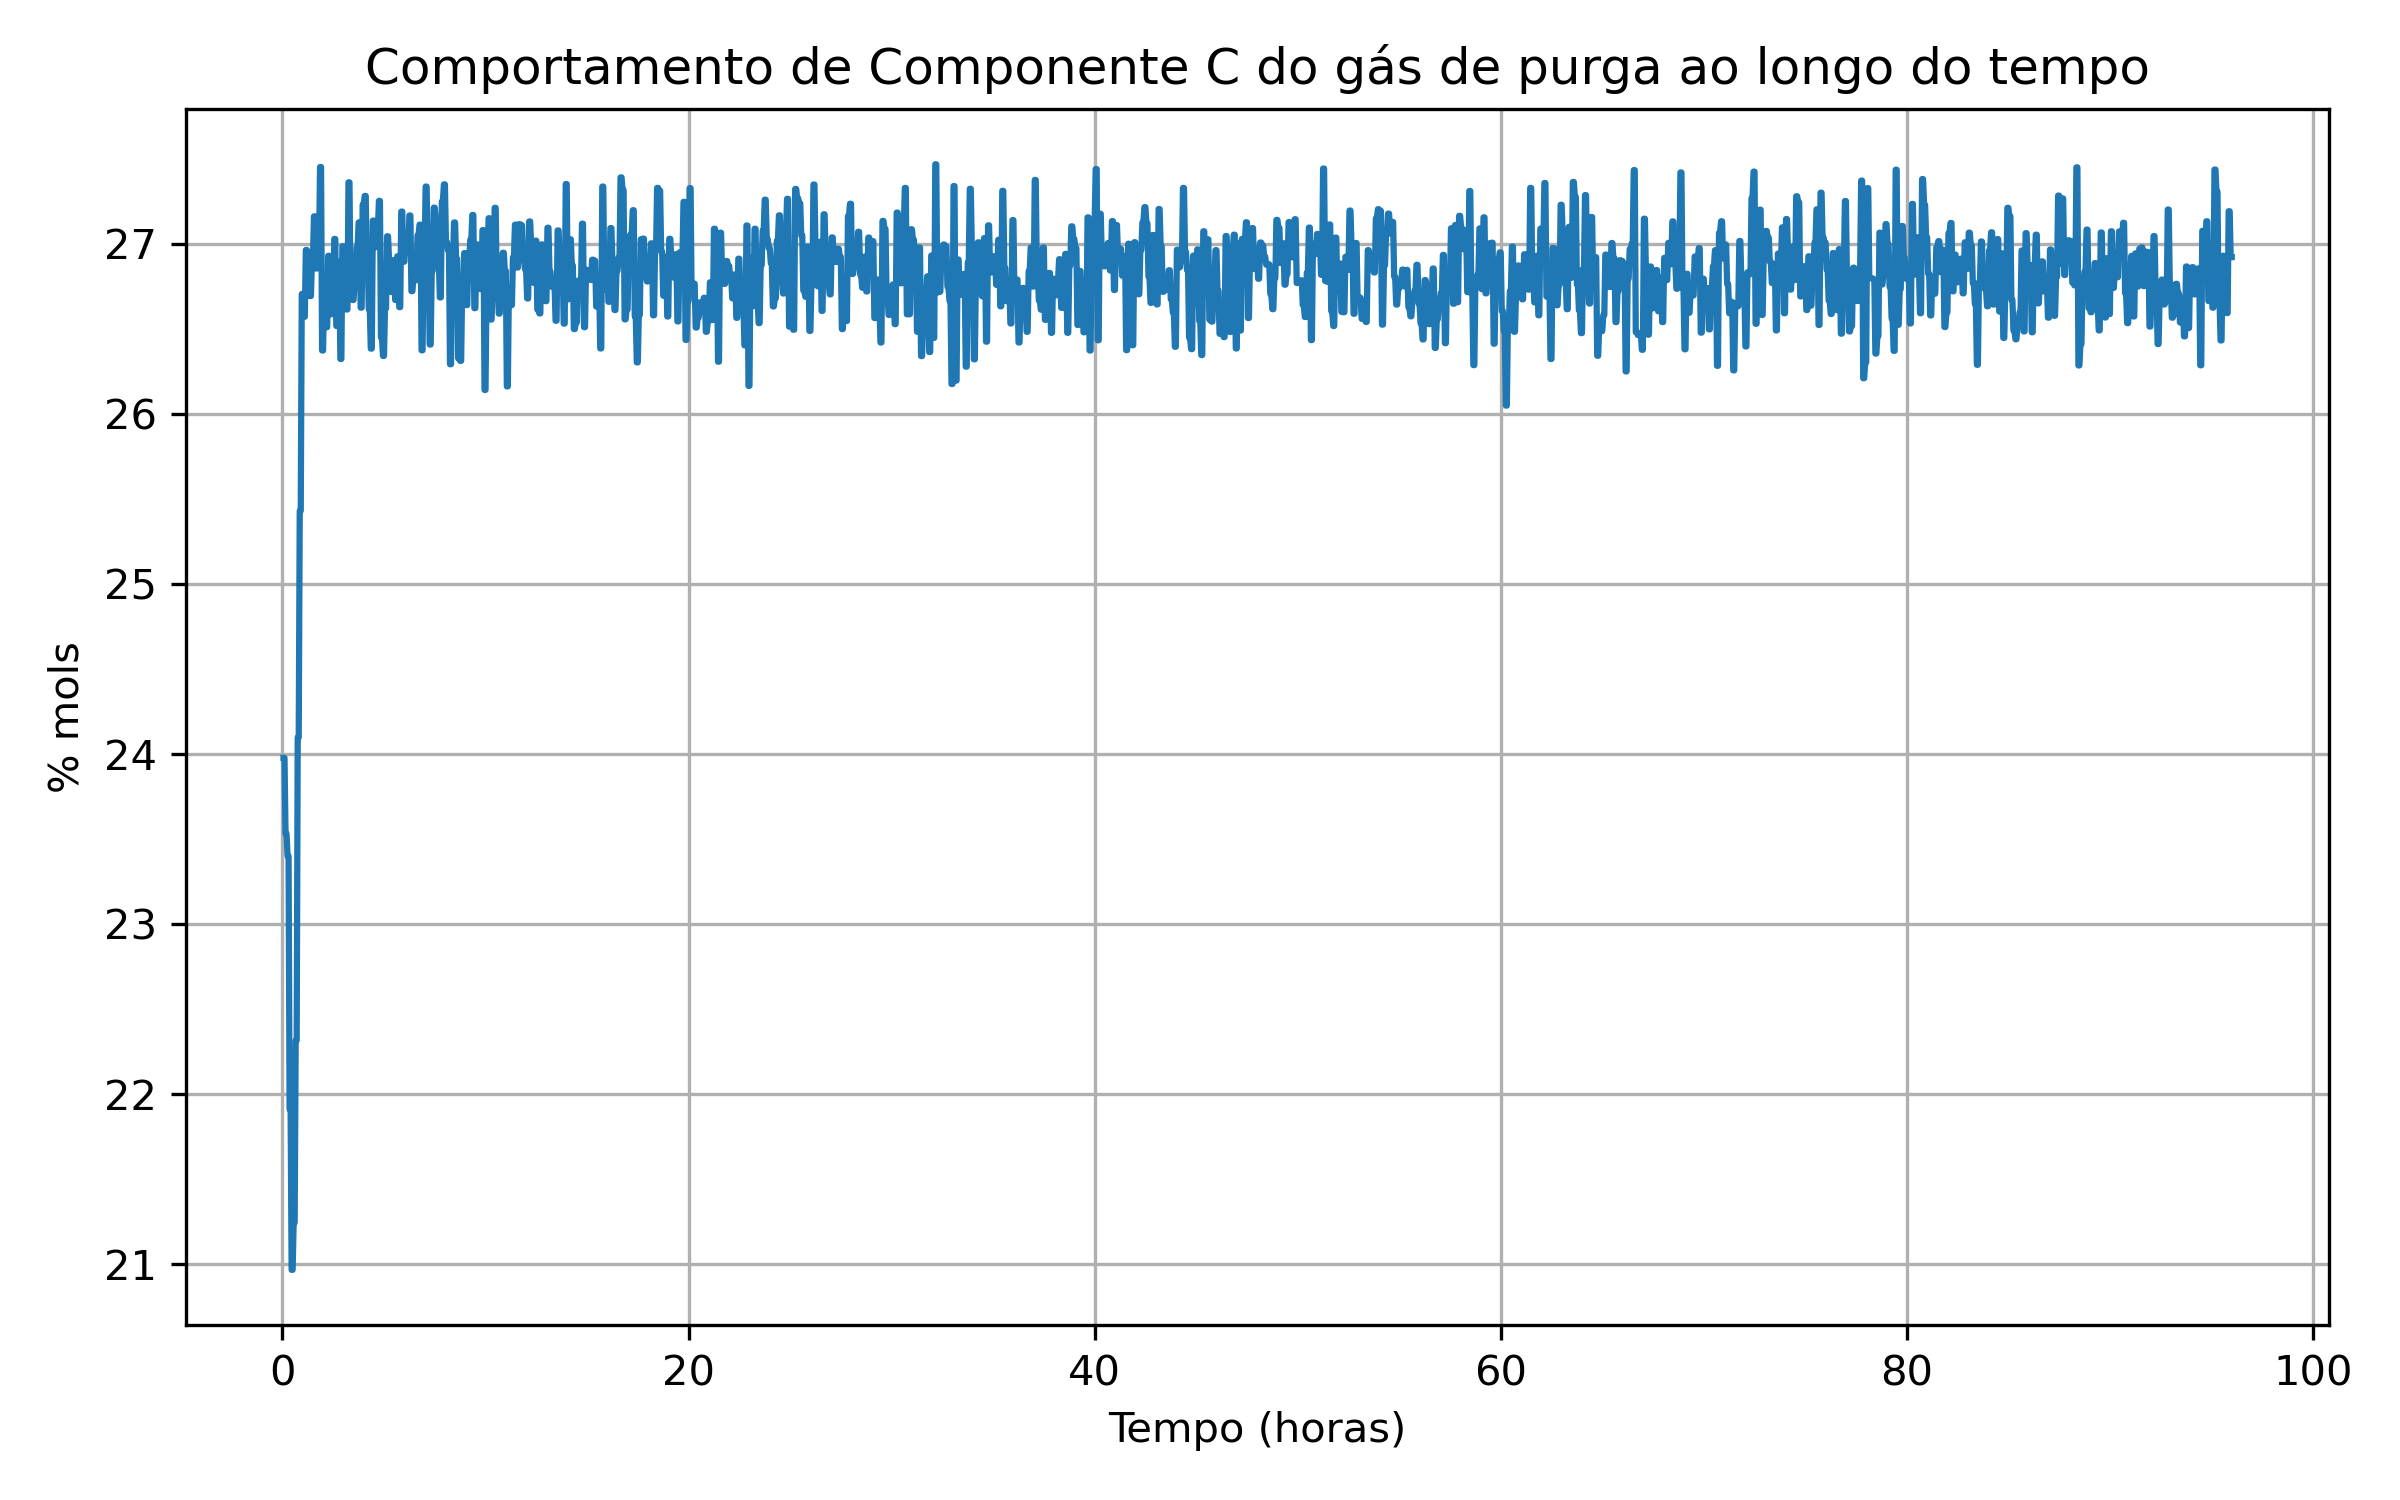 Comportamento de Componente C do gás de purga ao longo do tempo
% mols
27
26
25
24
23
22
21
0 20 40 60 80 100
Tempo (horas)